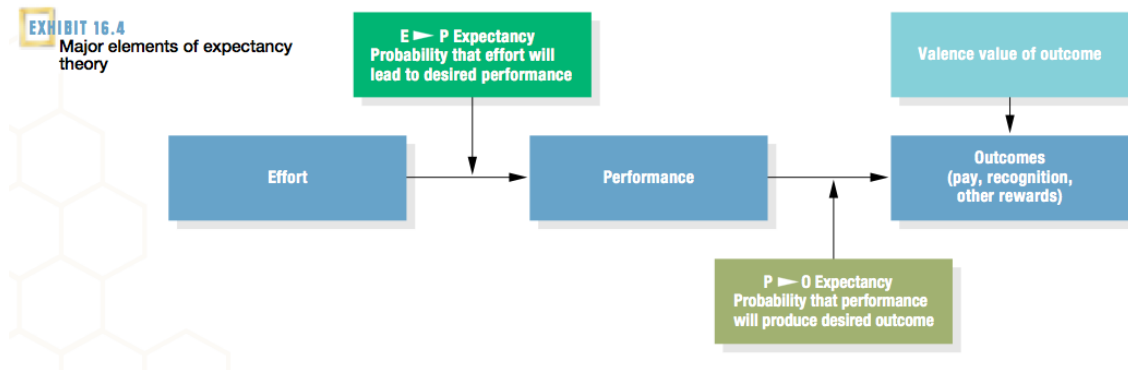 EXHIBIT 16.4
Major elements of expectancy
theory
E ► P Expectancy
Probability that effort will
lead to desired performance
Valence value of outcome
Effort
Performance
Outcomes
(pay, recognition,
other rewards)
P ► O Expectancy
Probability that performance
will produce desired outcome